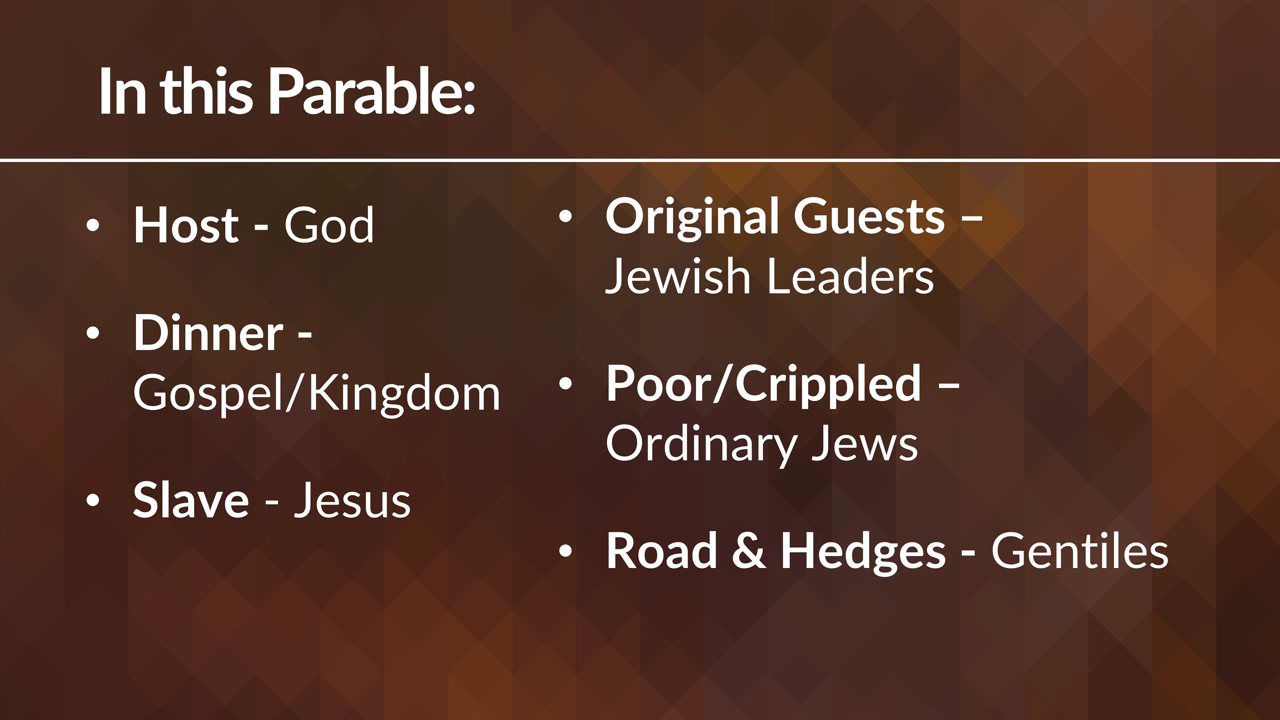 In this Parable:
• Host - God
• Dinner -
Gospel/Kingdom
• Slave - Jesus
• Original Guests –
Jewish Leaders
• Poor/Crippled –
Ordinary Jews
• Road & Hedges - Gentiles